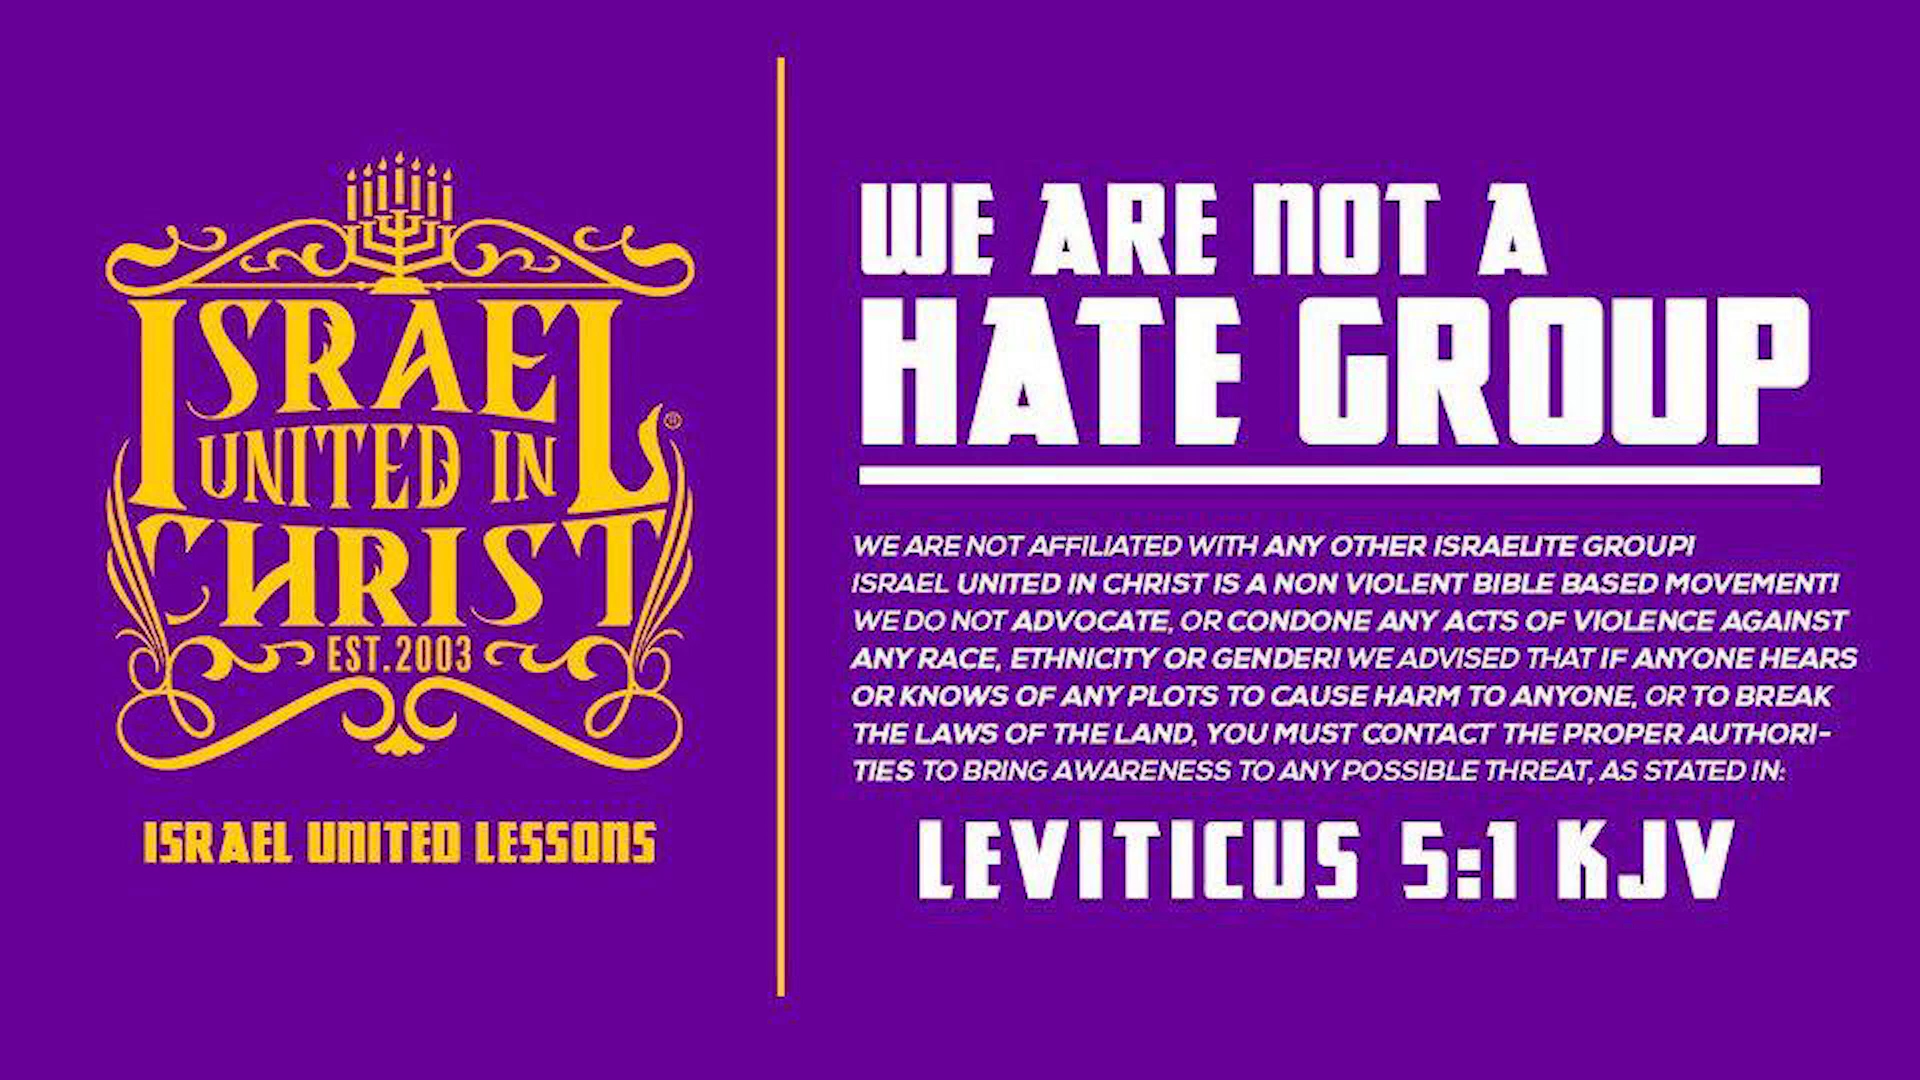 ISRAEL
UNITED IN
CHRIST
®
EST. 2003
ISRAEL UNITED LESSONS
WE ARE NOT A
HATE GROUP
WE ARE NOT AFFILIATED WITH ANY OTHER ISRAELITE GROUP!
ISRAEL UNITED IN CHRIST IS A NON VIOLENT BIBLE BASED MOVEMENT!
WE DO NOT ADVOCATE, OR CONDONE ANY ACTS OF VIOLENCE AGAINST
ANY RACE, ETHNICITY OR GENDER! WE ADVISED THAT IF ANYONE HEARS
OR KNOWS OF ANY PLOTS TO CAUSE HARM TO ANYONE, OR TO BREAK
THE LAWS OF THE LAND, YOU MUST CONTACT THE PROPER AUTHORI-
TIES TO BRING AWARENESS TO ANY POSSIBLE THREAT, AS STATED IN:
LEVITICUS 5:1 KJV